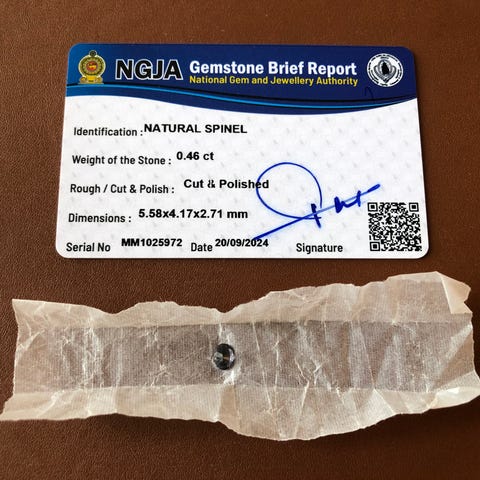 NGJA Gemstone Brief Report
National Gem and Jewellery Authority
Identification : NATURAL SPINEL
Weight of the Stone : 0.46 ct
Rough / Cut & Polish : Cut & Polished
Dimensions : 5.58x4.17x2.71 mm
Serial No MM1025972 Date 20/09/2024 Signature